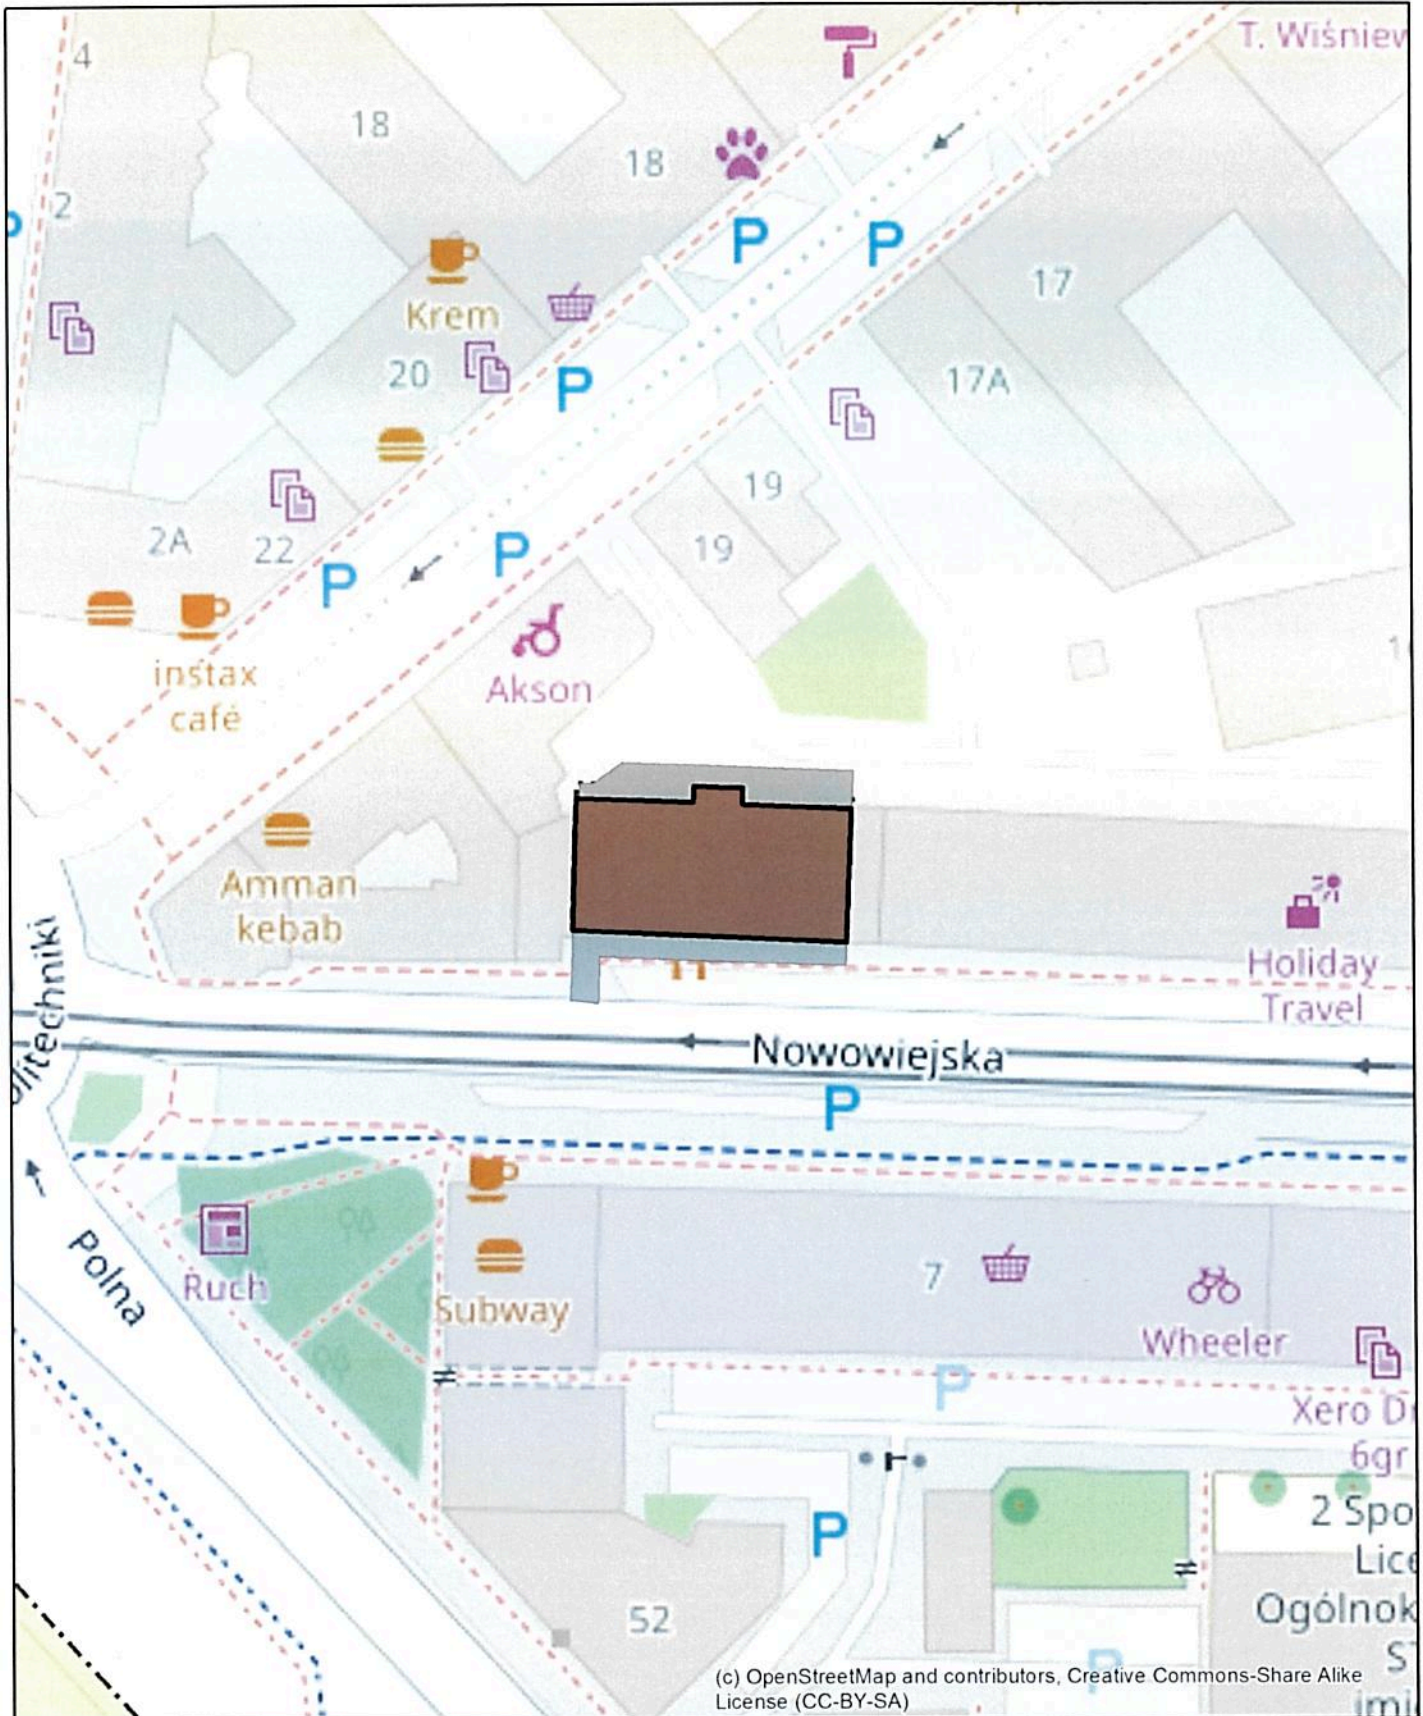 T. Wiśniew
4
18
18
2
P
P
17
Krem
20
P
17A
19
2A
22
P
P
19
instax
café
Akson
Amman
kebab
Holiday
Travel
Nowowiejska
P
Polna
Ruch
Subway
7
Wheeler
P
Xero D
6gr
P
2 Spo
Lice
Ogólnok
52
P
(c) OpenStreetMap and contributors, Creative Commons-Share Alike
License (CC-BY-SA)